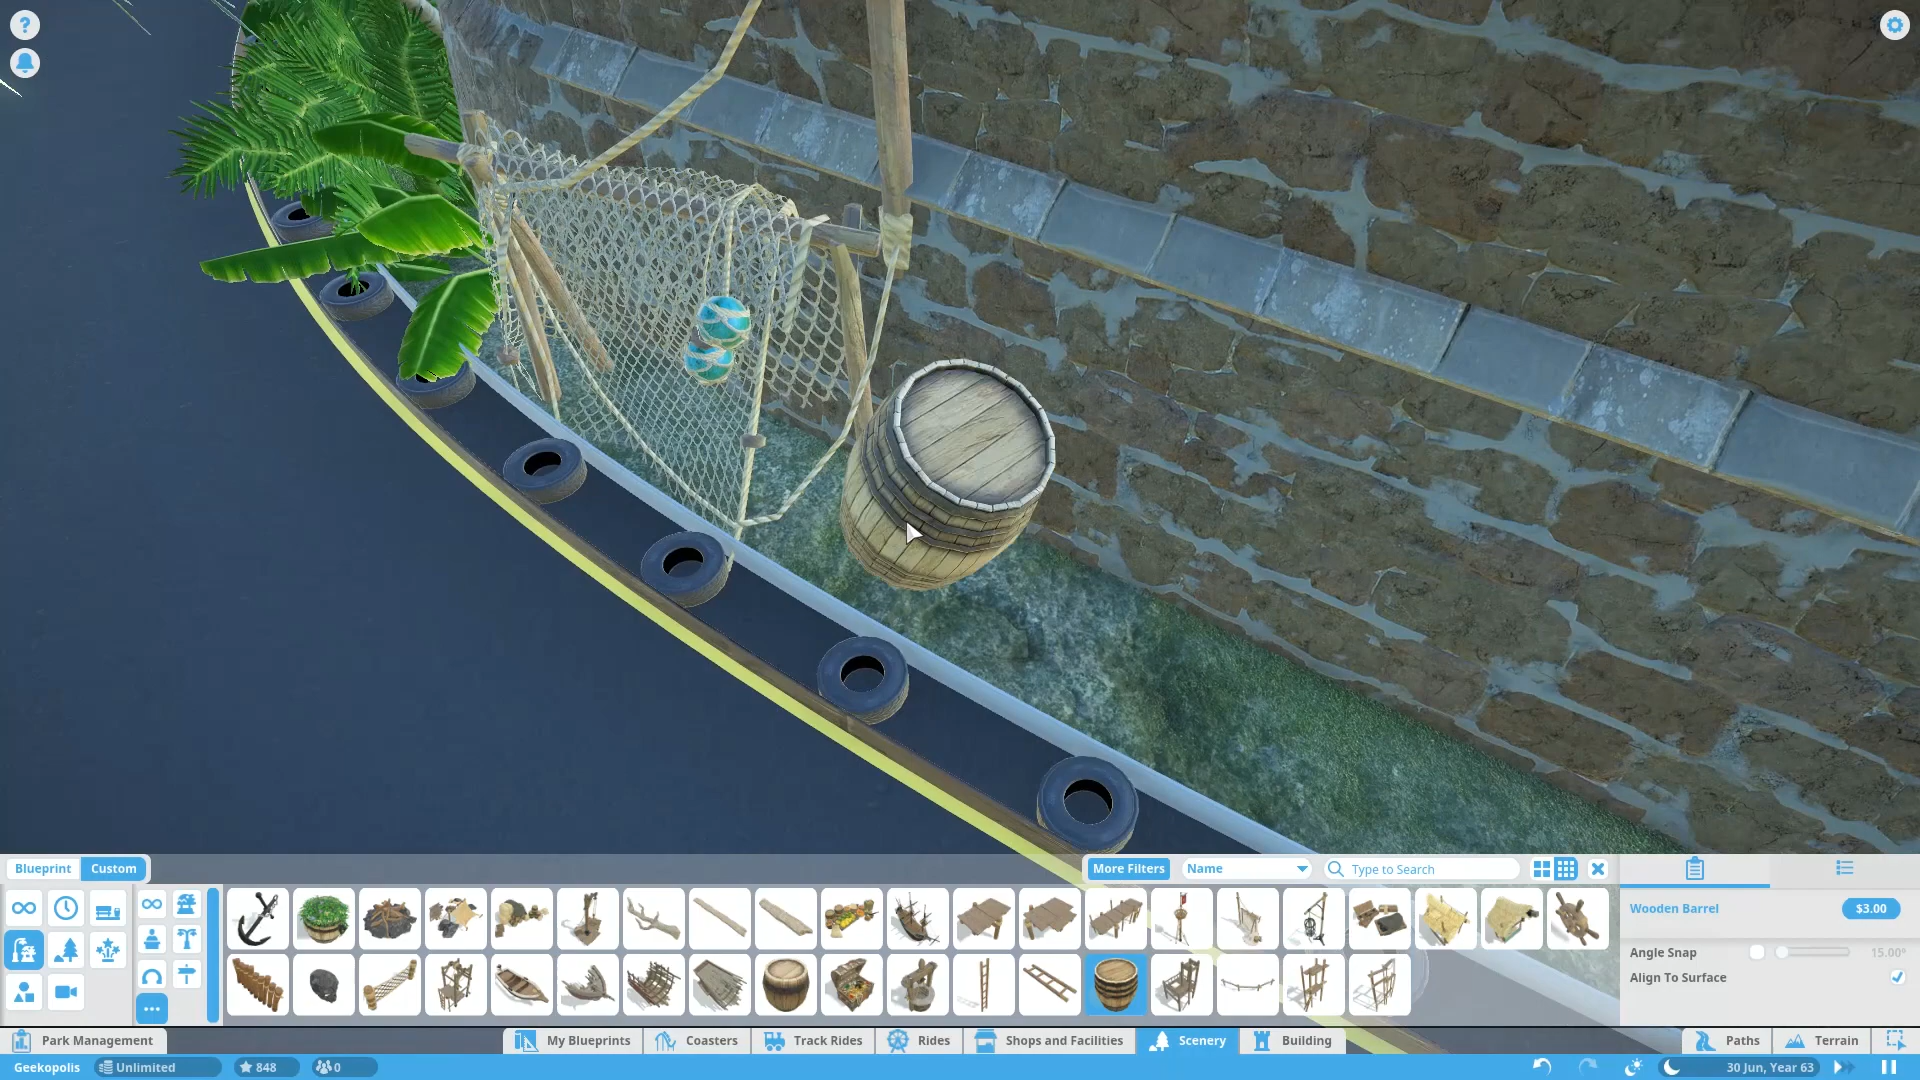 Blueprint
Custom
More Filters
Name
Type to Search
Wooden Barrel
$3.00
Angle Snap
15.00°
Align To Surface
Park Management
My Blueprints
Coasters
Track Rides
Rides
Shops and Facilities
Scenery
Building
Paths
Terrain
Geekopolis
Unlimited
848
0
30 Jun, Year 63